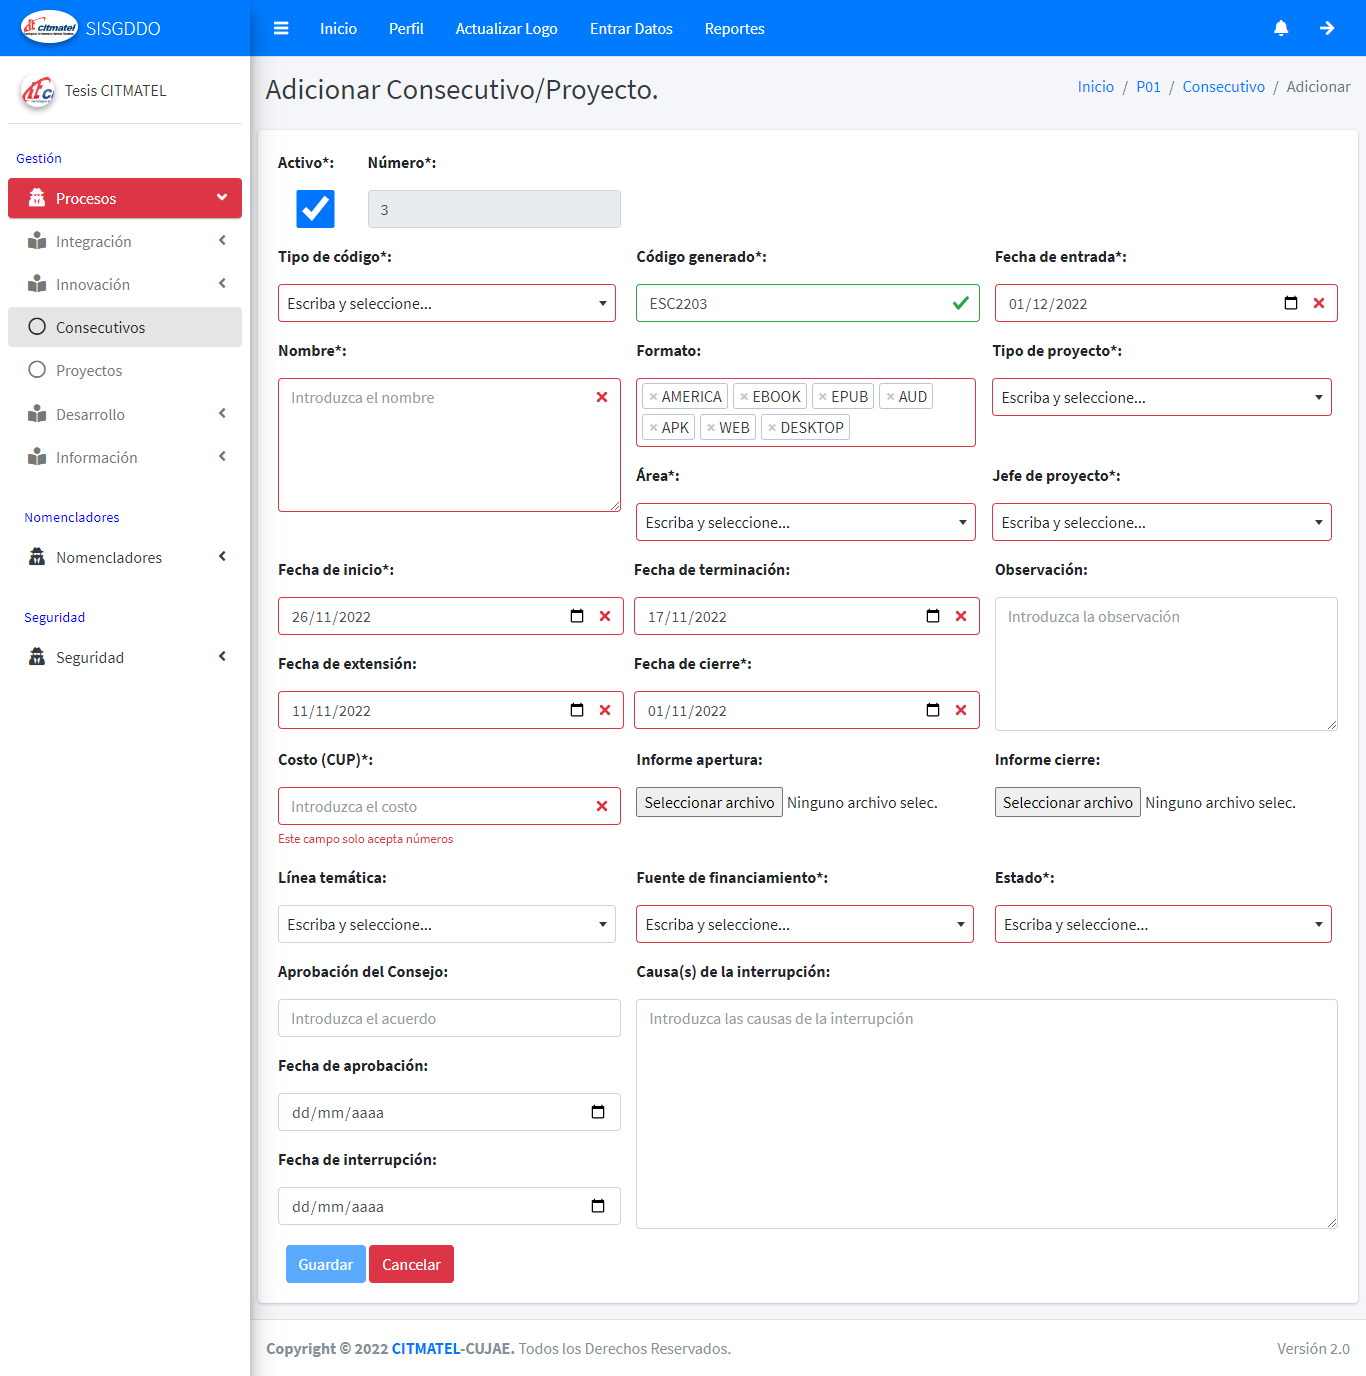 Citmatel SISGDDO
Inicio Perfil Actualizar Logo Entrar Datos Reportes
Tesis CITMATEL
Gestión
Procesos
Integración
Innovación
Consecutivos
Proyectos
Desarrollo
Información
Nomencladores
Nomencladores
Seguridad
Seguridad
Adicionar Consecutivo/Proyecto.
Inicio / P01 / Consecutivo / Adicionar
Activo*: Número*:
3
Tipo de código*: Código generado*: Fecha de entrada*:
Escriba y seleccione... ESC2203 01/12/2022
Nombre*: Formato: Tipo de proyecto*:
Introduzca el nombre × AMERICA × EBOOK × EPUB × AUD Escriba y seleccione...
× APK × WEB × DESKTOP
Área*: Jefe de proyecto*:
Escriba y seleccione... Escriba y seleccione...
Fecha de inicio*: Fecha de terminación: Observación:
26/11/2022 17/11/2022 Introduzca la observación
Fecha de extensión: Fecha de cierre*:
11/11/2022 01/11/2022
Costo (CUP)*: Informe apertura: Informe cierre:
Introduzca el costo Seleccionar archivo Ninguno archivo selec. Seleccionar archivo Ninguno archivo selec.
Este campo solo acepta números
Línea temática: Fuente de financiamiento*: Estado*:
Escriba y seleccione... Escriba y seleccione... Escriba y seleccione...
Aprobación del Consejo: Causa(s) de la interrupción:
Introduzca el acuerdo Introduzca las causas de la interrupción
Fecha de aprobación:
dd/mm/aaaa
Fecha de interrupción:
dd/mm/aaaa
Guardar Cancelar
Copyright © 2022 CITMATEL-CUJAE. Todos los Derechos Reservados. Versión 2.0